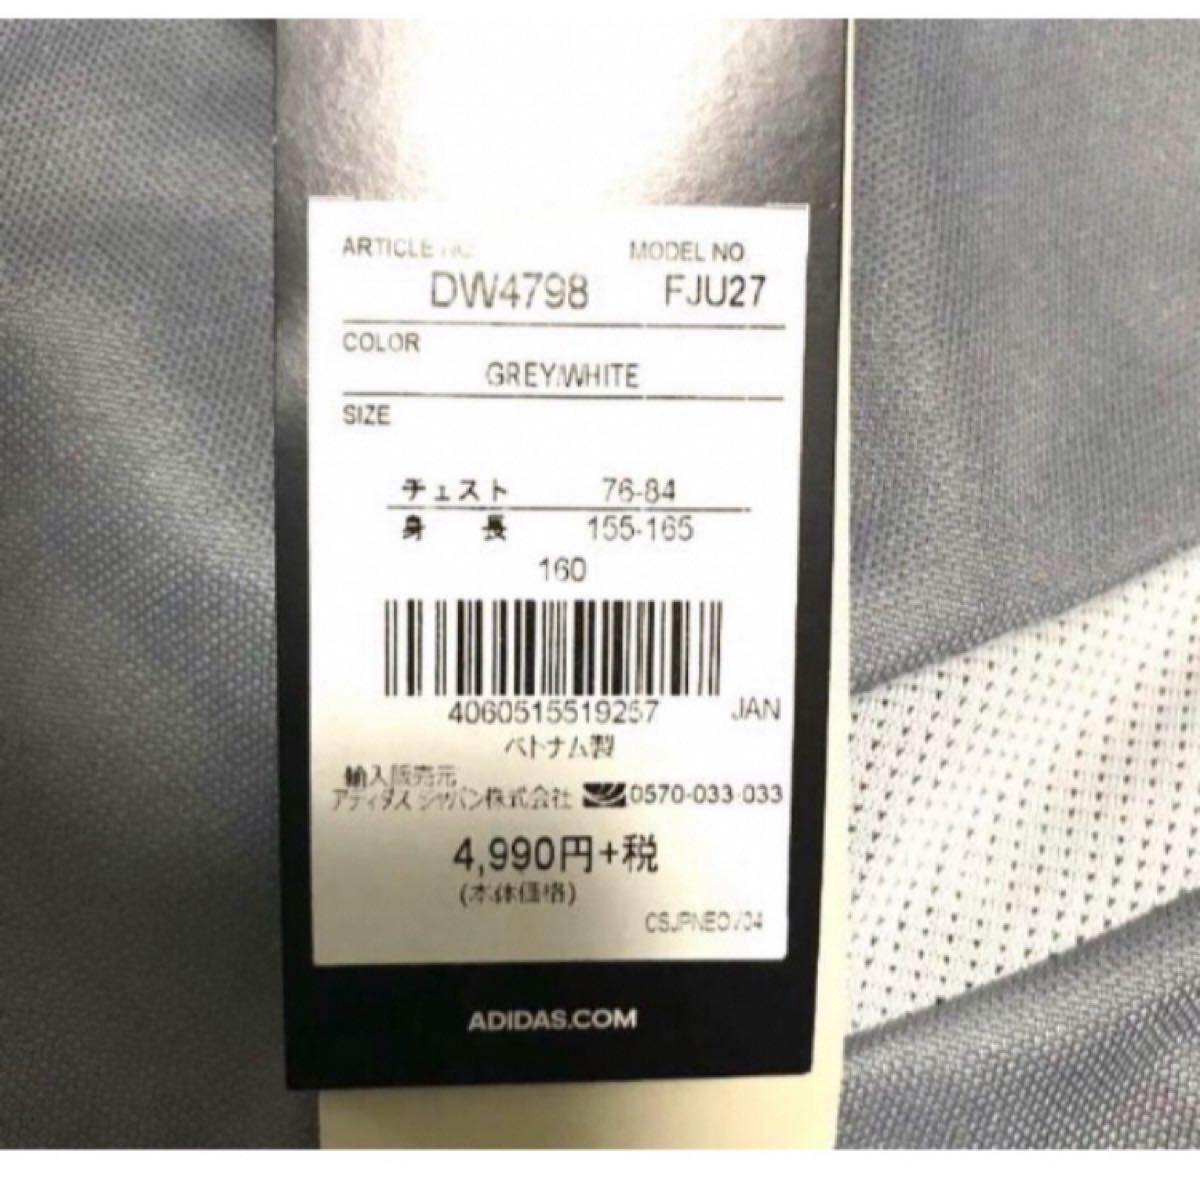 ARTICLE NO MODEL NO
DW4798 FJU27
COLOR
GREY/WHITE
SIZE
チェスト 76-84
身 長 155-165
160
4060515519257 JAN
ベトナム製
輸入販売元
アディダス ジャパン株式会社 0570-033-033
4,990円+税
(本体価格)
CSJPNEO/04
ADIDAS.COM